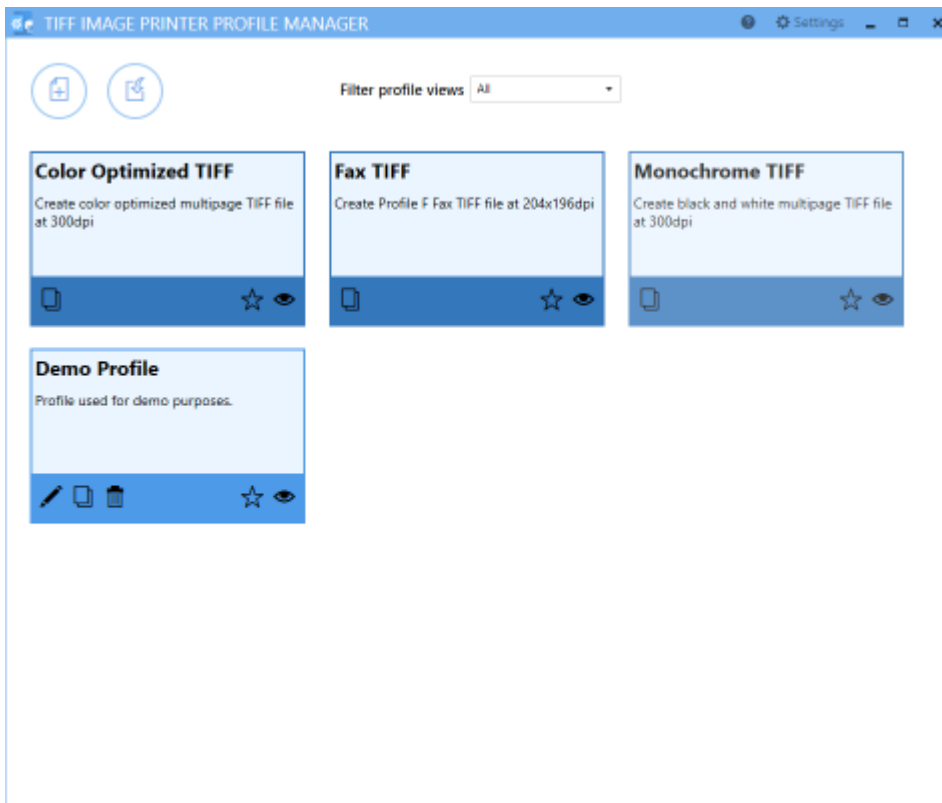 TIFF IMAGE PRINTER PROFILE MANAGER
Settings
Filter profile views All
Color Optimized TIFF
Create color optimized multipage TIFF file
at 300dpi
Fax TIFF
Create Profile F Fax TIFF file at 204x196dpi
Monochrome TIFF
Create black and white multipage TIFF file
at 300dpi
Demo Profile
Profile used for demo purposes.